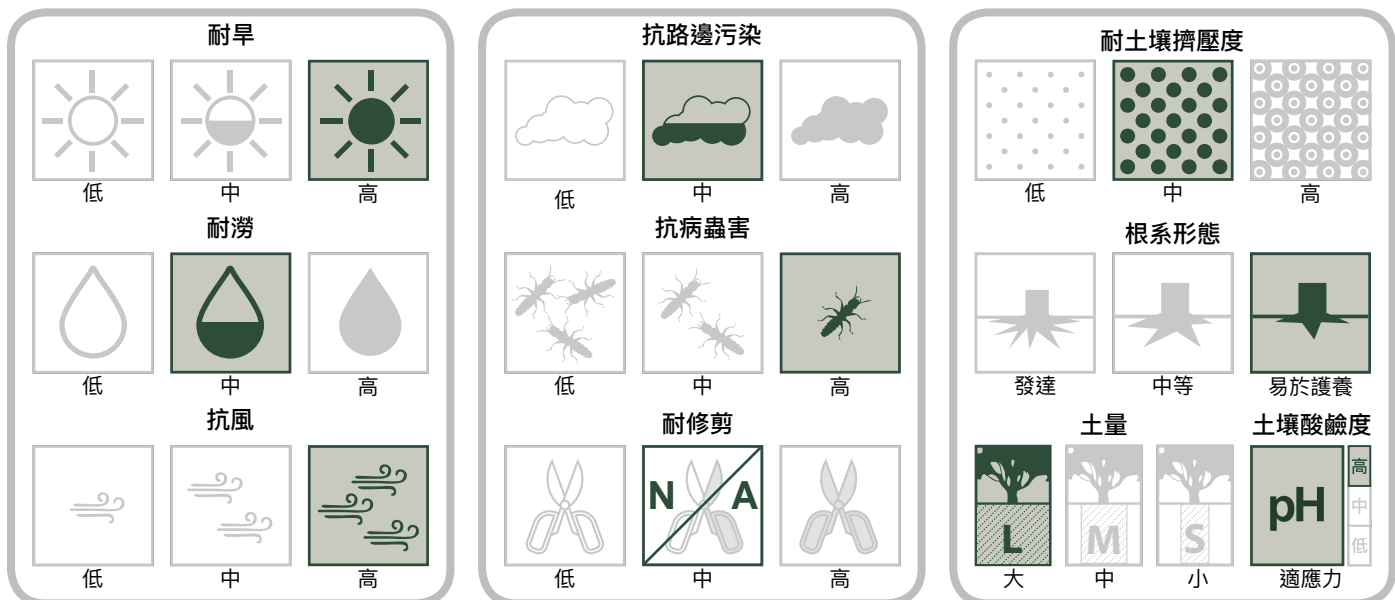 耐旱
低 中 高
耐澇
低 中 高
抗風
低 中 高
抗路邊污染
低 中 高
抗病蟲害
低 中 高
耐修剪
N A
低 中 高
耐土壤擠壓度
低 中 高
根系形態
發達 中等 易於護養
土量
L M S
大 中 小
土壤酸鹼度
pH
高
中
低
適應力